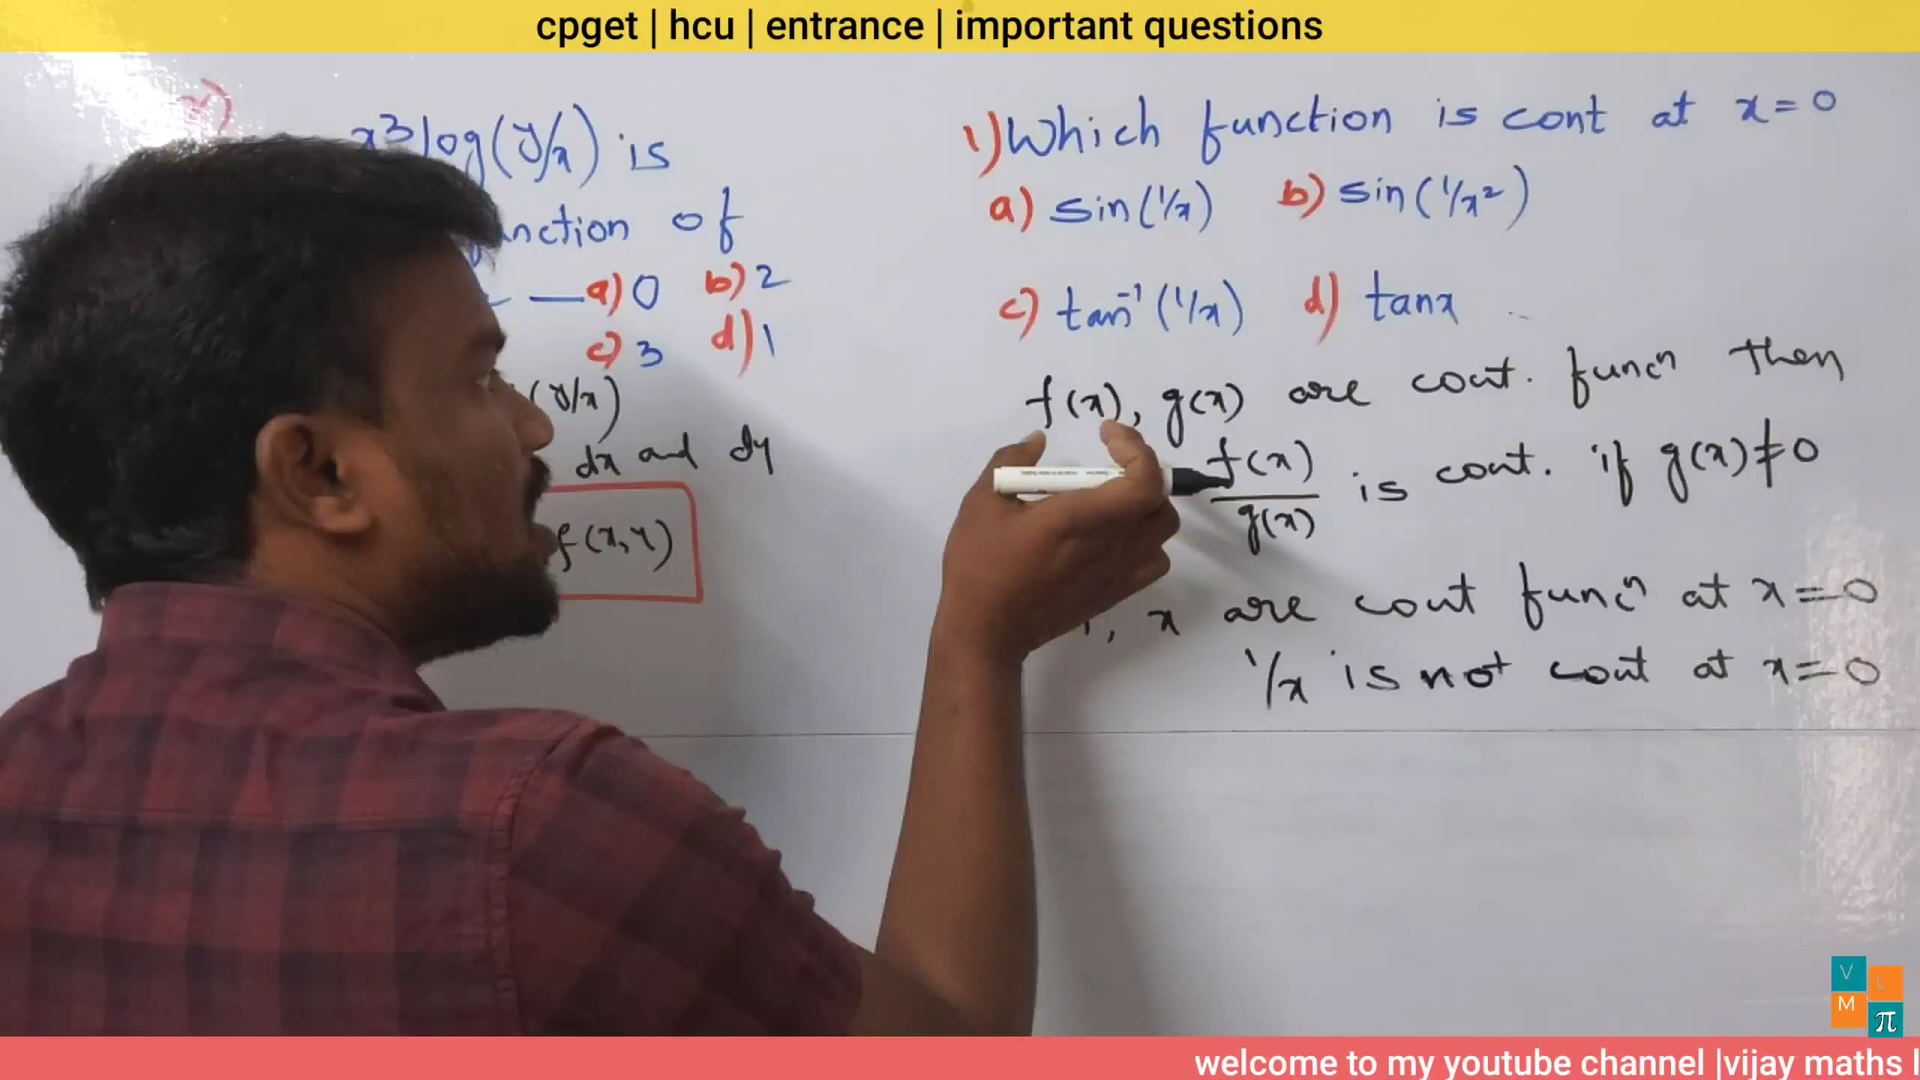 cpget | hcu | entrance | important questions
x³ log(y/x) is
nction of
— a) 0 b) 2
c) 3 d) 1
(y/x)
dx and dy
f(x,y)
1) Which function is cont at x=0
a) sin(1/x) b) sin(1/x²)
c) tan⁻¹(1/x) d) tanx
f(x), g(x) are cont. funcⁿ then
f(x)/g(x) is cont. if g(x)≠0
1, x are cont funcⁿ at x=0
1/x is not cont at x=0
V L
M π
welcome to my youtube channel |vijay maths l